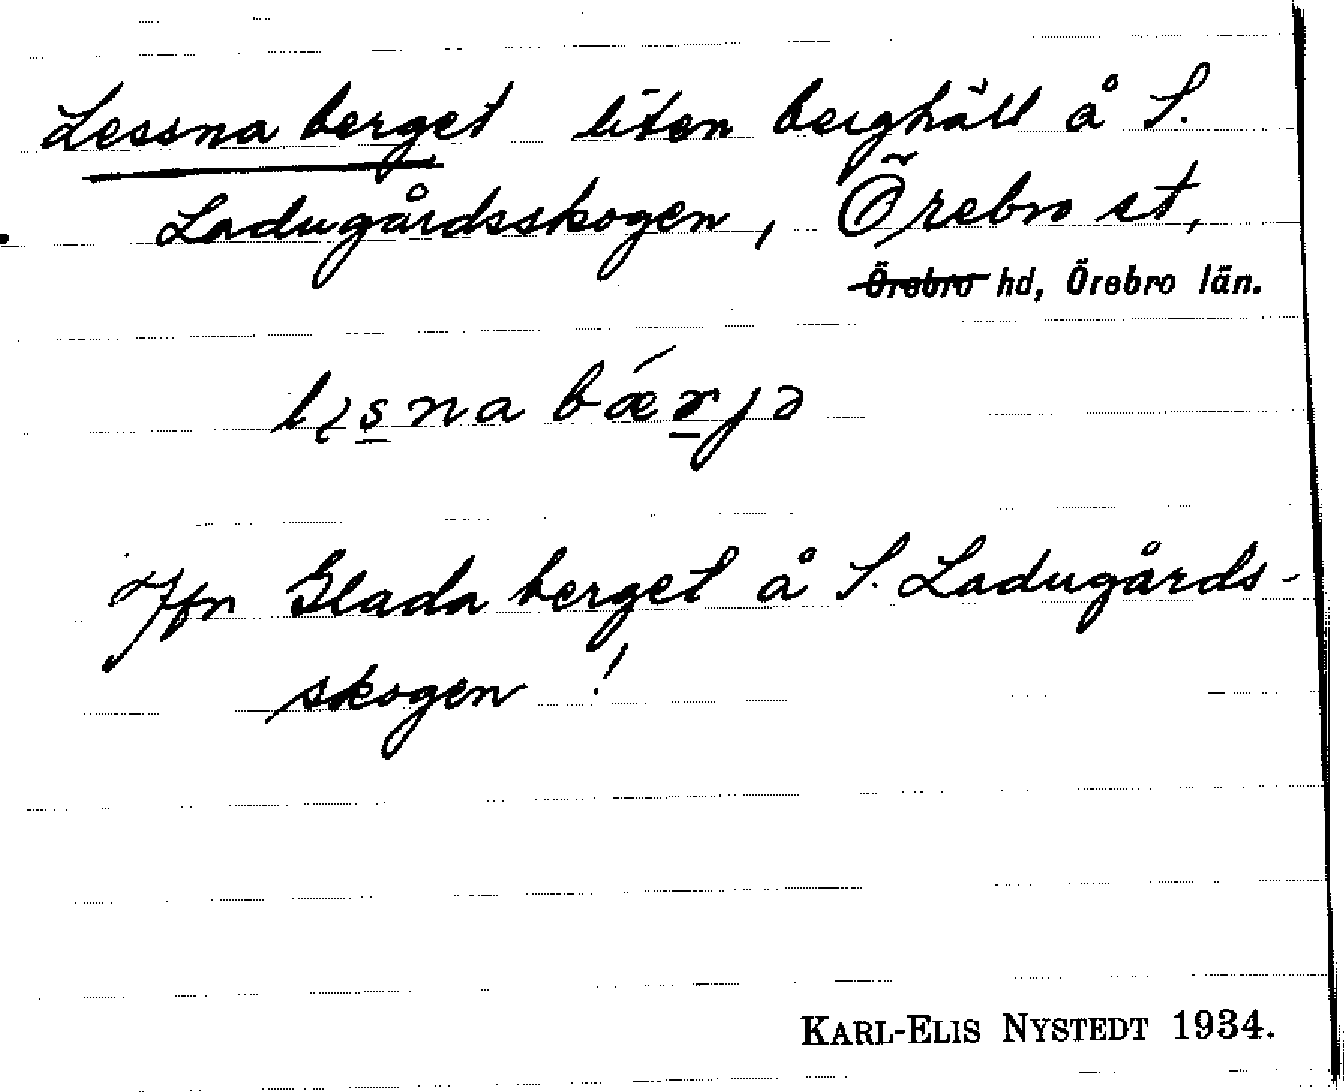 Lessna berget liten berghäll å S.
Ladugårdsskogen, Örebro st,
Örebro hd, Örebro län.
bærjə
Jfr Glada berget å S. Ladugårds-
skogen!
KARL-ELIS NYSTEDT 1934.